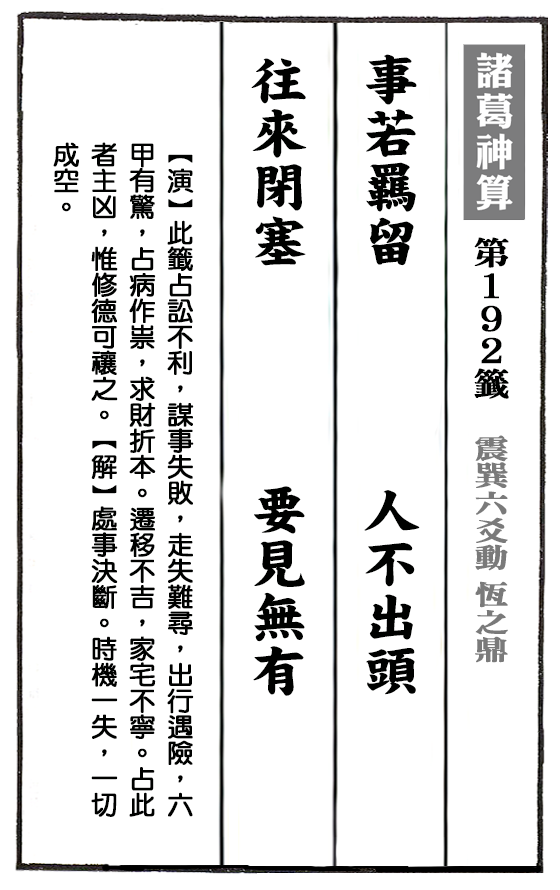 諸葛神算 第192籤 震巽六爻動 恆之鼎
事若羈留 人不出頭
往來閉塞 要見無有
【演】此籤占訟不利，謀事失敗，走失難尋，出行遇險，六
甲有驚，占病作祟，求財折本。遷移不吉，家宅不寧。占此
者主凶，惟修德可禳之。【解】處事決斷。時機一失，一切
成空。